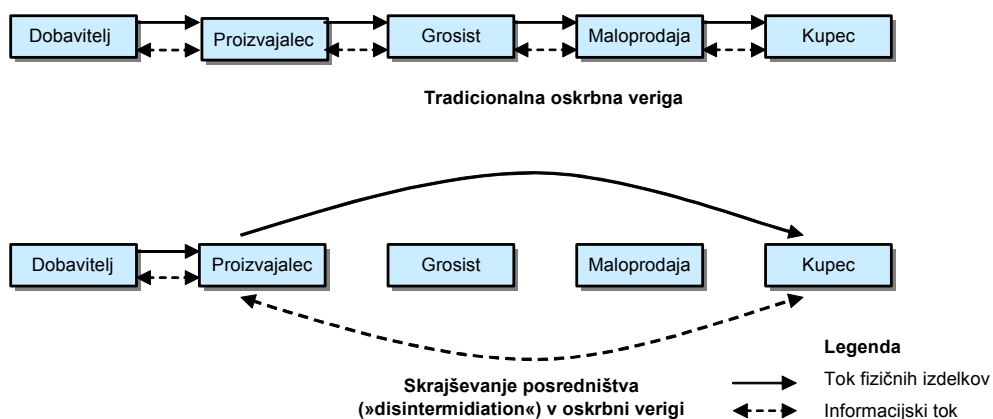 Dobavitelj
Proizvajalec
Grosist
Maloprodaja
Kupec
Tradicionalna oskrbna veriga
Dobavitelj
Proizvajalec
Grosist
Maloprodaja
Kupec
Legenda
Tok fizičnih izdelkov
Informacijski tok
Skrajševanje posredništva
(»disintermidiation«) v oskrbni verigi